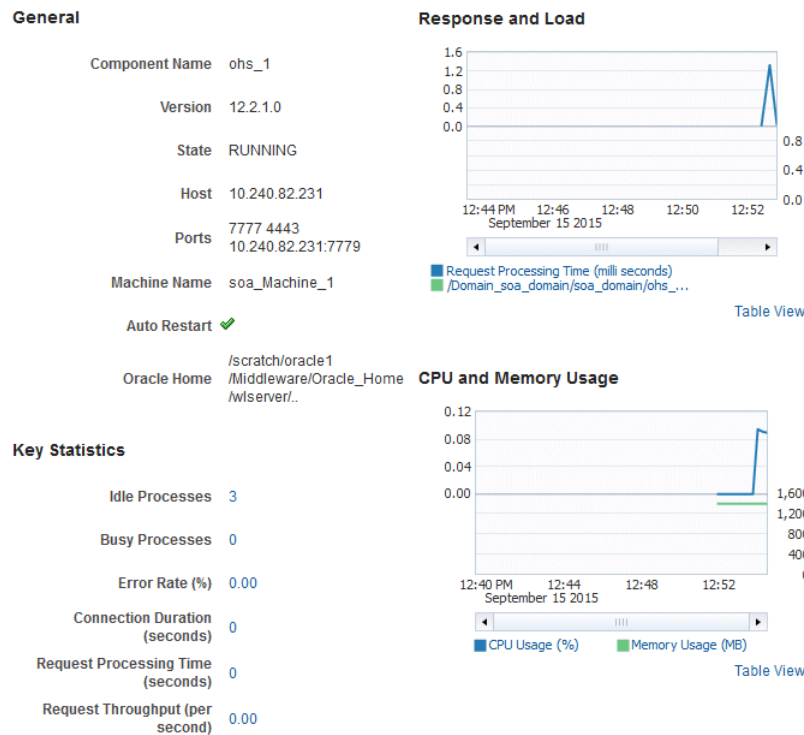 General
Component Name ohs_1
Version 12.2.1.0
State RUNNING
Host 10.240.82.231
Ports 7777 4443
10.240.82.231:7779
Machine Name soa_Machine_1
Auto Restart
Oracle Home /scratch/oracle1
/Middleware/Oracle_Home
/wlserver/..
Key Statistics
Idle Processes 3
Busy Processes 0
Error Rate (%) 0.00
Connection Duration
(seconds) 0
Request Processing Time
(seconds) 0
Request Throughput (per
second) 0.00
Response and Load
1.6
1.2
0.8
0.4
0.0
0.8
0.4
0.0
12:44 PM 12:46 12:48 12:50 12:52
September 15 2015
Request Processing Time (milli seconds)
/Domain_soa_domain/soa_domain/ohs_...
Table View
CPU and Memory Usage
0.12
0.08
0.04
0.00
1,600
1,200
800
400
0
12:40 PM 12:44 12:48 12:52
September 15 2015
CPU Usage (%) Memory Usage (MB)
Table View